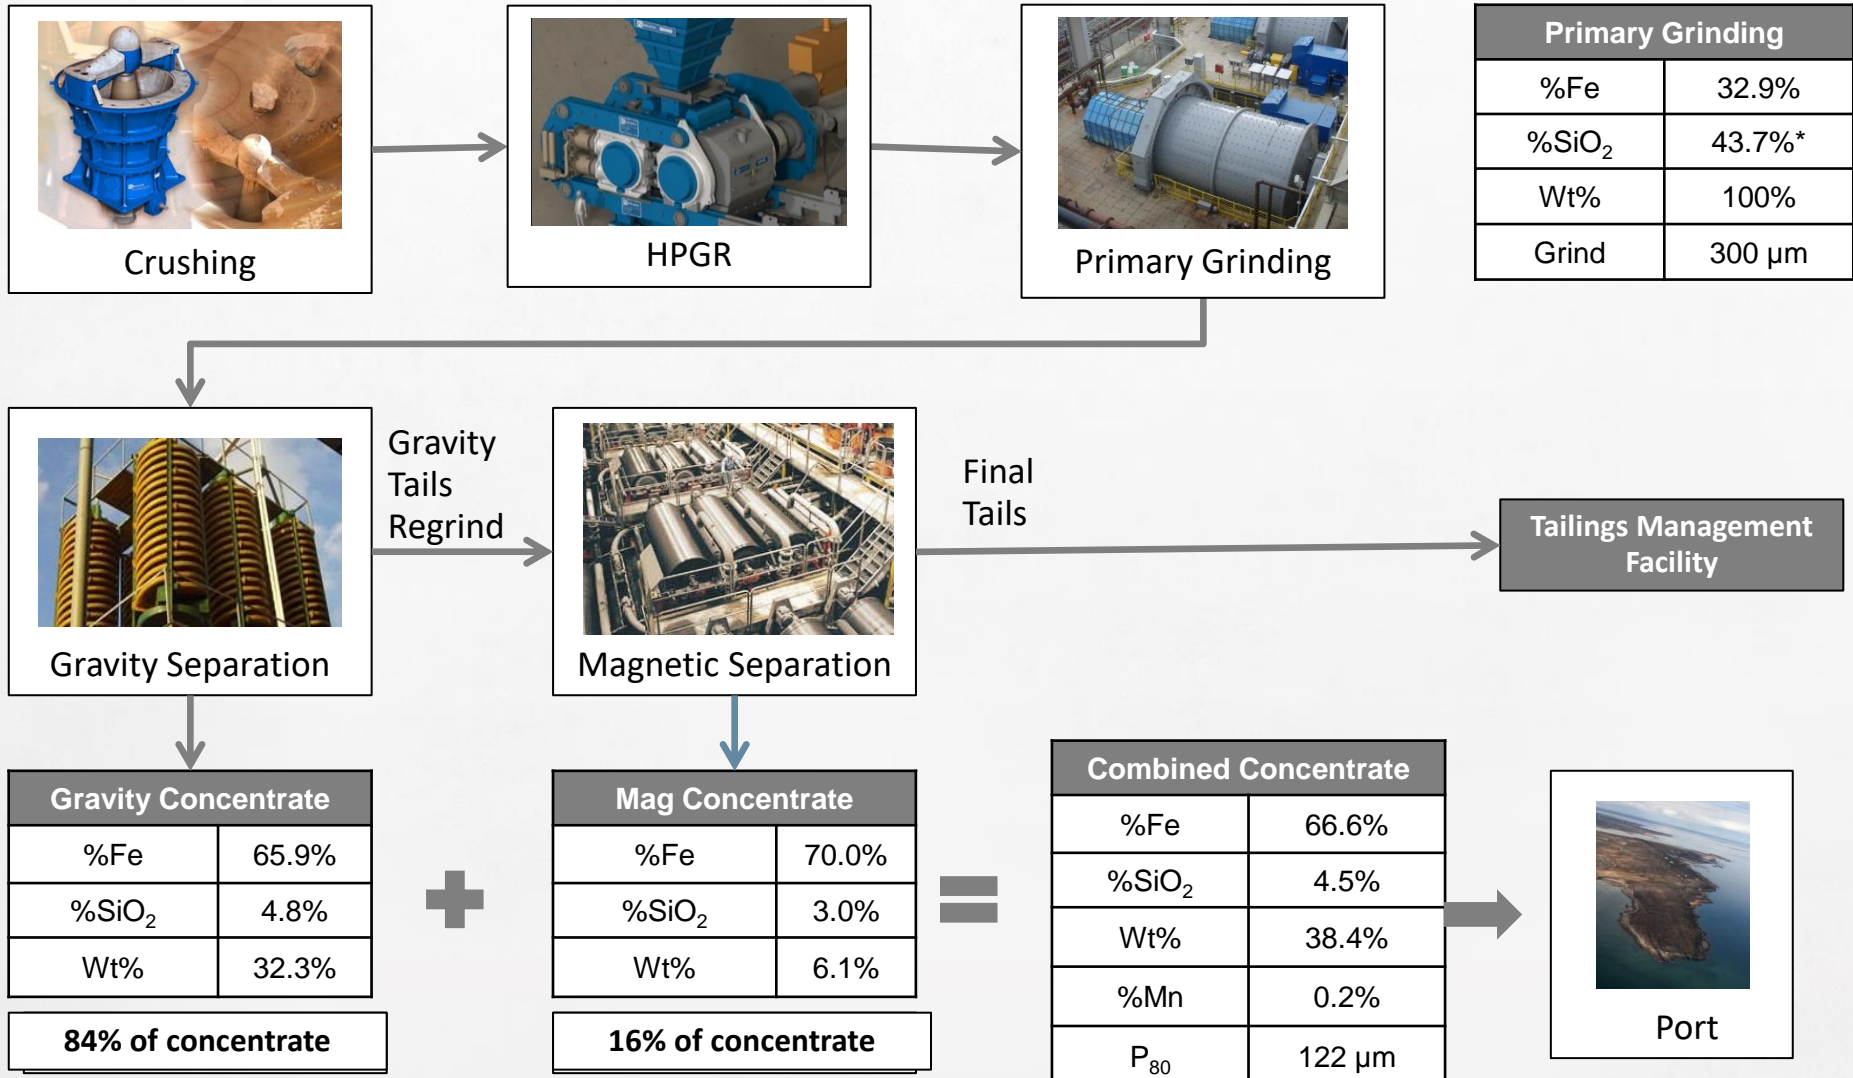 Crushing
HPGR
Primary Grinding
Primary Grinding
%Fe 32.9%
%SiO₂ 43.7%*
Wt% 100%
Grind 300 µm
Gravity Separation
Gravity
Tails
Regrind
Magnetic Separation
Final
Tails
Tailings Management
Facility
Gravity Concentrate
%Fe 65.9%
%SiO₂ 4.8%
Wt% 32.3%
84% of concentrate
Mag Concentrate
%Fe 70.0%
%SiO₂ 3.0%
Wt% 6.1%
16% of concentrate
Combined Concentrate
%Fe 66.6%
%SiO₂ 4.5%
Wt% 38.4%
%Mn 0.2%
P₈₀ 122 µm
Port